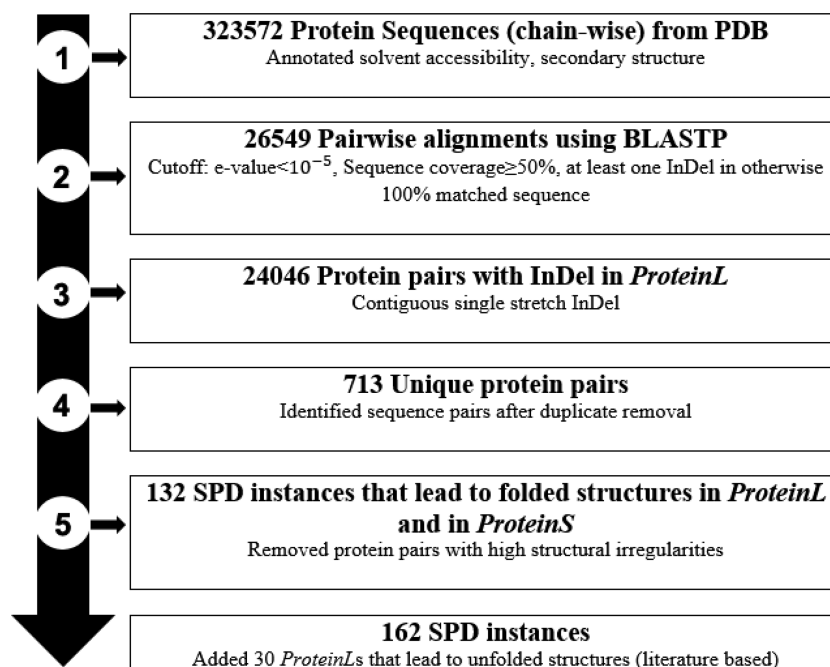 323572 Protein Sequences (chain-wise) from PDB
1
Annotated solvent accessibility, secondary structure
26549 Pairwise alignments using BLASTP
2
Cutoff: e-value<10⁻⁵, Sequence coverage≥50%, at least one InDel in otherwise
100% matched sequence
24046 Protein pairs with InDel in ProteinL
3
Contiguous single stretch InDel
713 Unique protein pairs
4
Identified sequence pairs after duplicate removal
132 SPD instances that lead to folded structures in ProteinL
5
and in ProteinS
Removed protein pairs with high structural irregularities
162 SPD instances
Added 30 ProteinLs that lead to unfolded structures (literature based)